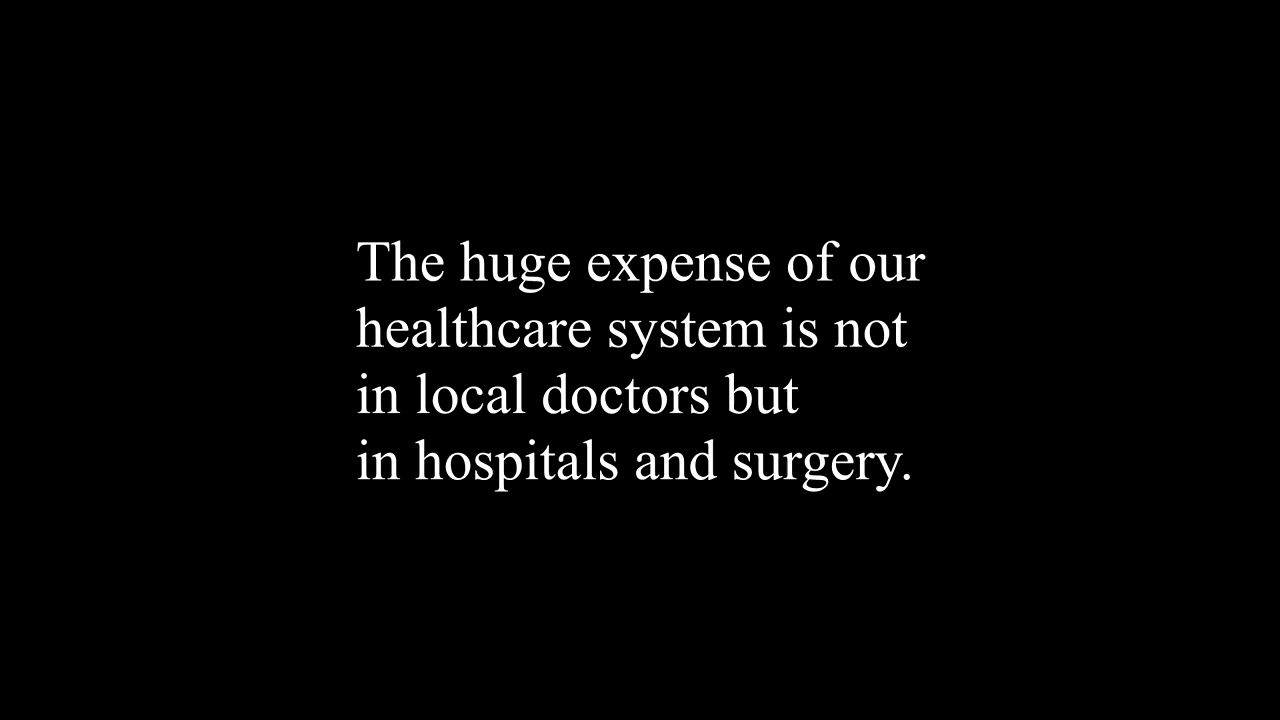 The huge expense of our
healthcare system is not
in local doctors but
in hospitals and surgery.